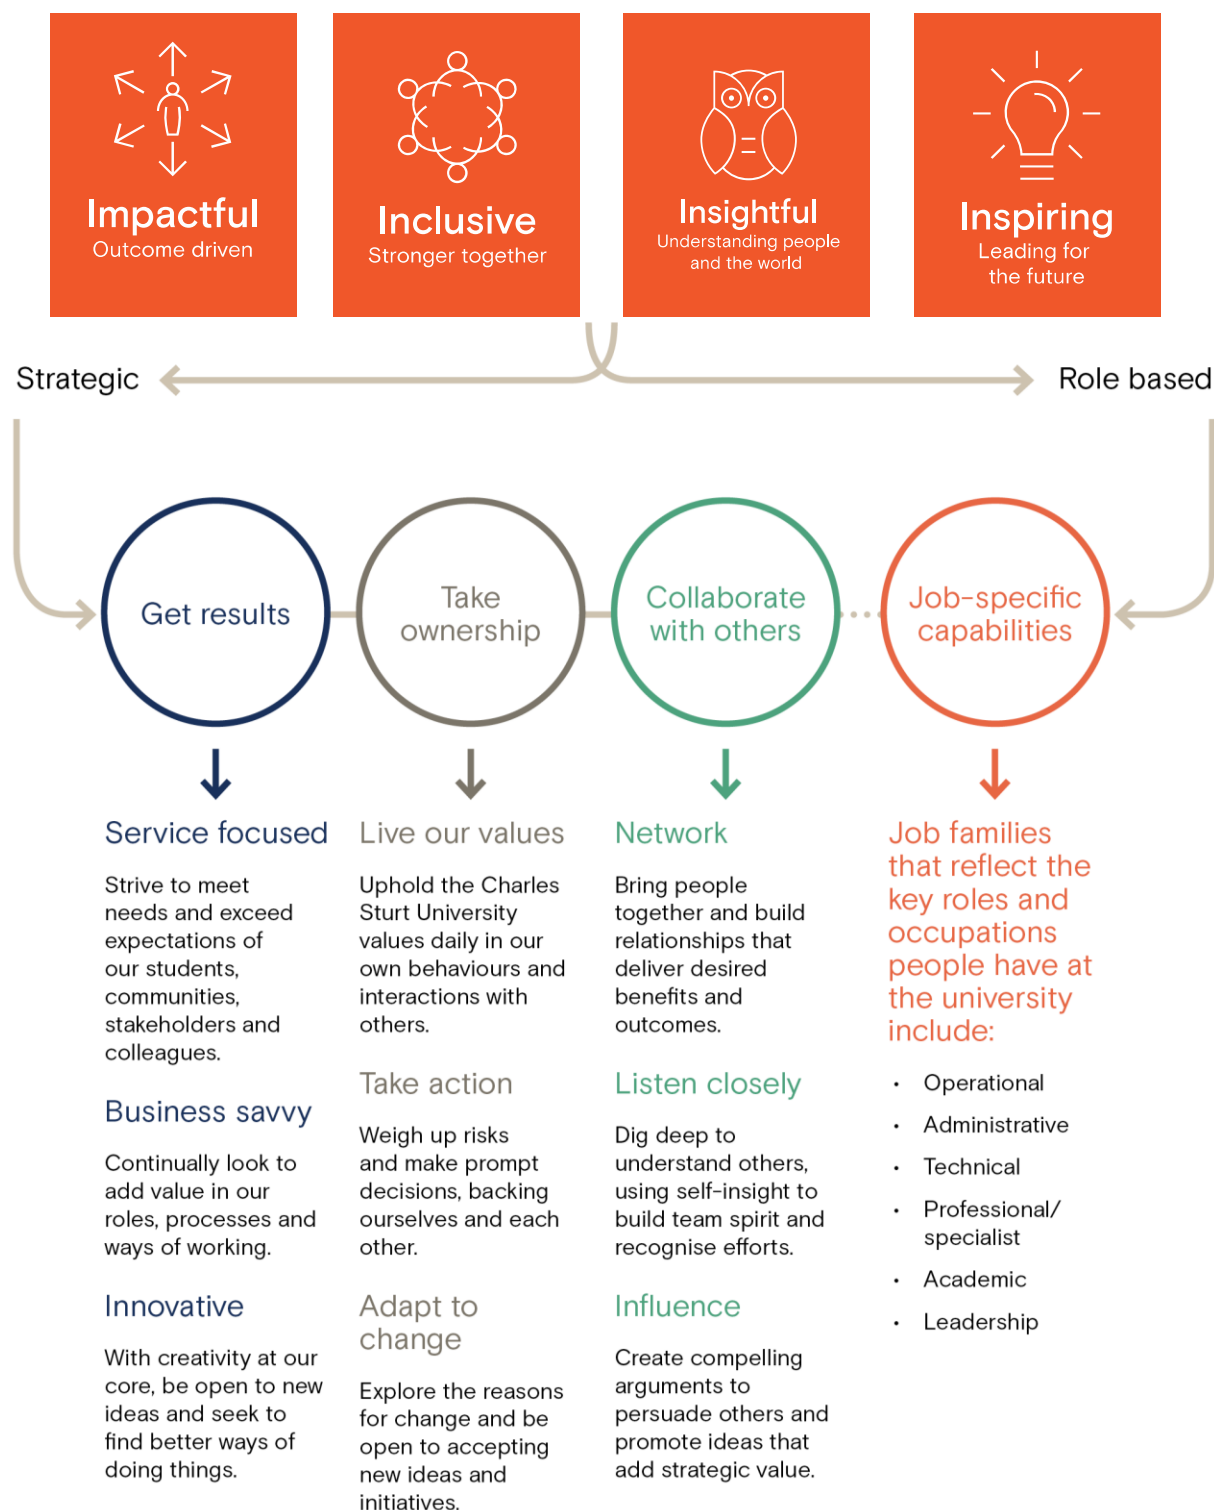 Impactful
Outcome driven
Inclusive
Stronger together
Insightful
Understanding people
and the world
Inspiring
Leading for
the future
Strategic
Role based
Get results
Take
ownership
Collaborate
with others
Job-specific
capabilities
Service focused
Strive to meet
needs and exceed
expectations of
our students,
communities,
stakeholders and
colleagues.
Business savvy
Continually look to
add value in our
roles, processes and
ways of working.
Innovative
With creativity at our
core, be open to new
ideas and seek to
find better ways of
doing things.
Live our values
Uphold the Charles
Sturt University
values daily in our
own behaviours and
interactions with
others.
Take action
Weigh up risks
and make prompt
decisions, backing
ourselves and each
other.
Adapt to
change
Explore the reasons
for change and be
open to accepting
new ideas and
initiatives.
Network
Bring people
together and build
relationships that
deliver desired
benefits and
outcomes.
Listen closely
Dig deep to
understand others,
using self-insight to
build team spirit and
recognise efforts.
Influence
Create compelling
arguments to
persuade others and
promote ideas that
add strategic value.
Job families
that reflect the
key roles and
occupations
people have at
the university
include:
• Operational
• Administrative
• Technical
• Professional/
specialist
• Academic
• Leadership